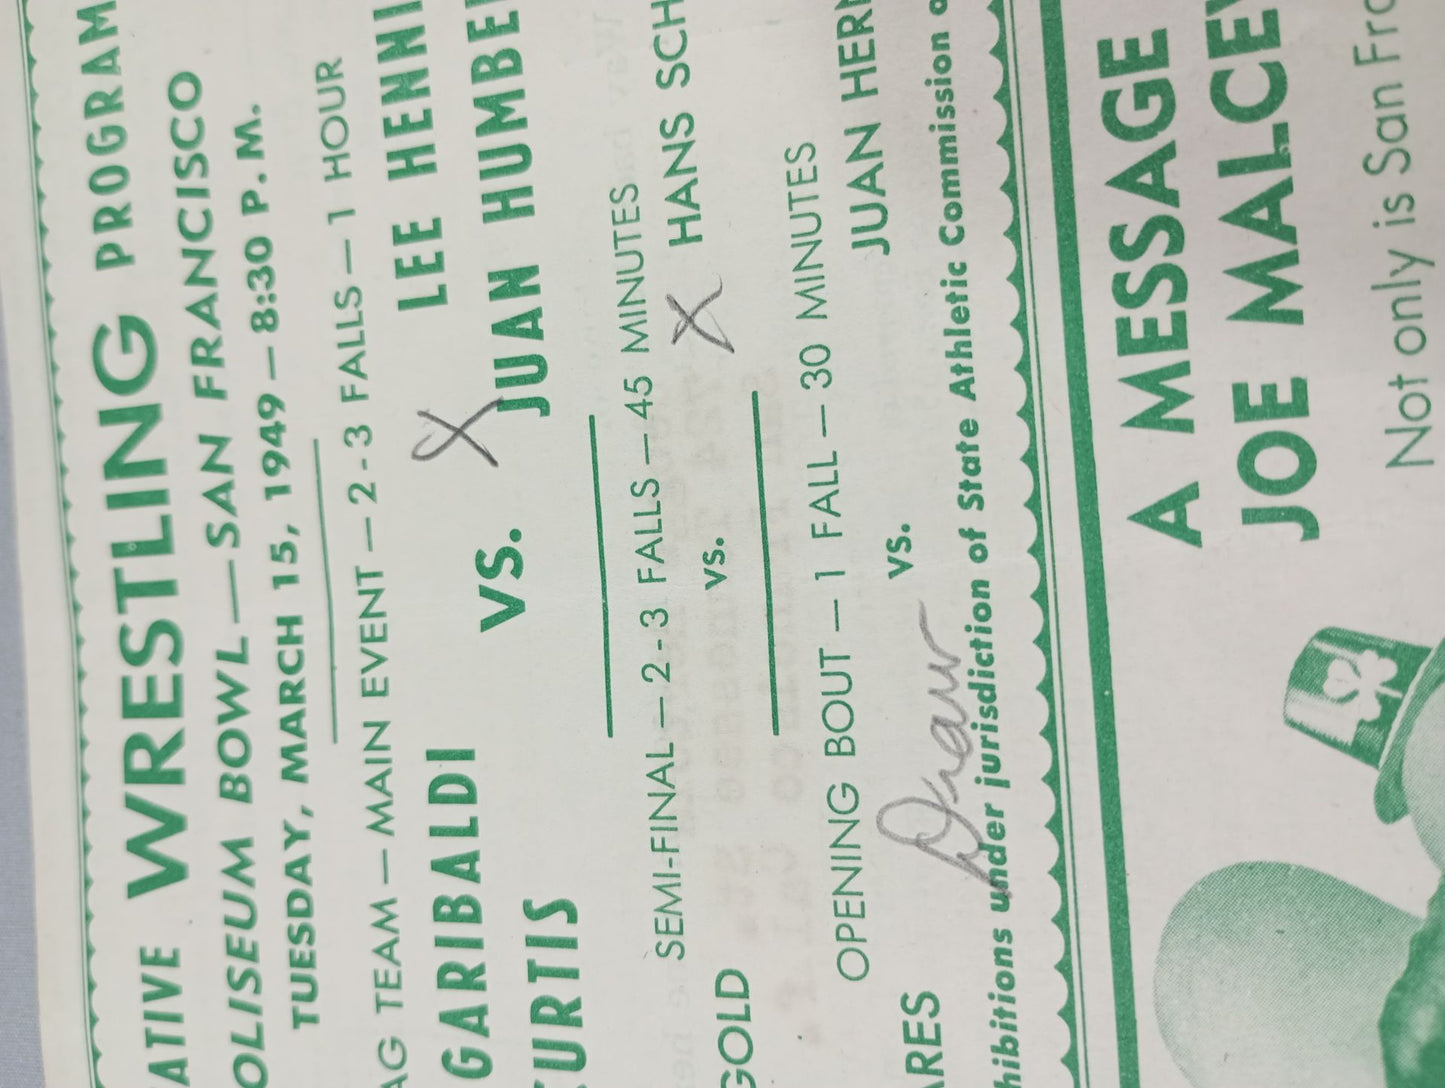 ATIVE WRESTLING PROGRAM
OLISEUM BOWL—SAN FRANCISCO
TUESDAY, MARCH 15, 1949—8:30 P.M.
AG TEAM—MAIN EVENT—2-3 FALLS—1 HOUR
GARIBALDI X LEE HENNI
URTIS VS. JUAN HUMBE
SEMI-FINAL—2-3 FALLS—45 MINUTES
GOLD vs. X HANS SCH
OPENING BOUT—1 FALL—30 MINUTES
ARES Draw vs. JUAN HER
hibitions under jurisdiction of State Athletic Commission o
A MESSAGE
JOE MALCEW
Not only is San Fra